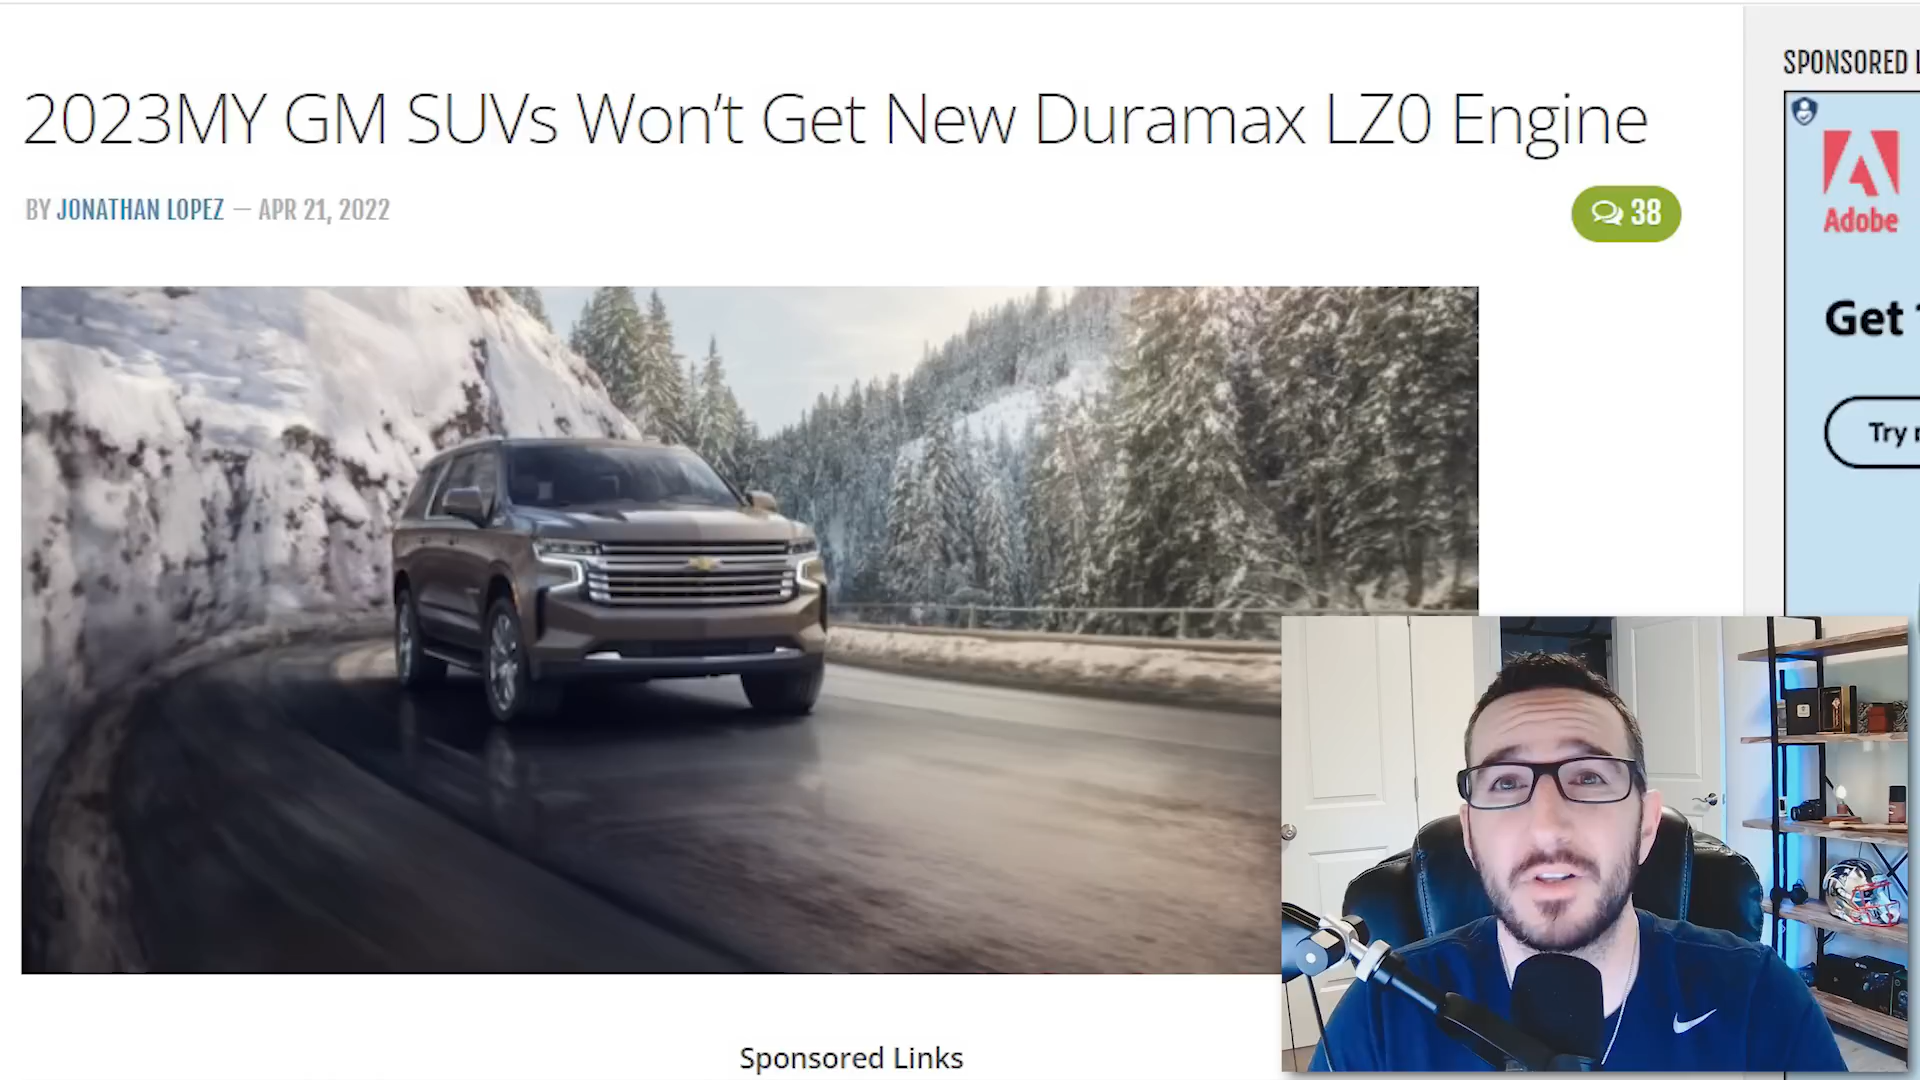 2023MY GM SUVs Won't Get New Duramax LZ0 Engine
BY JONATHAN LOPEZ — APR 21, 2022
38
Sponsored Links
SPONSORED
Adobe
Get
Try